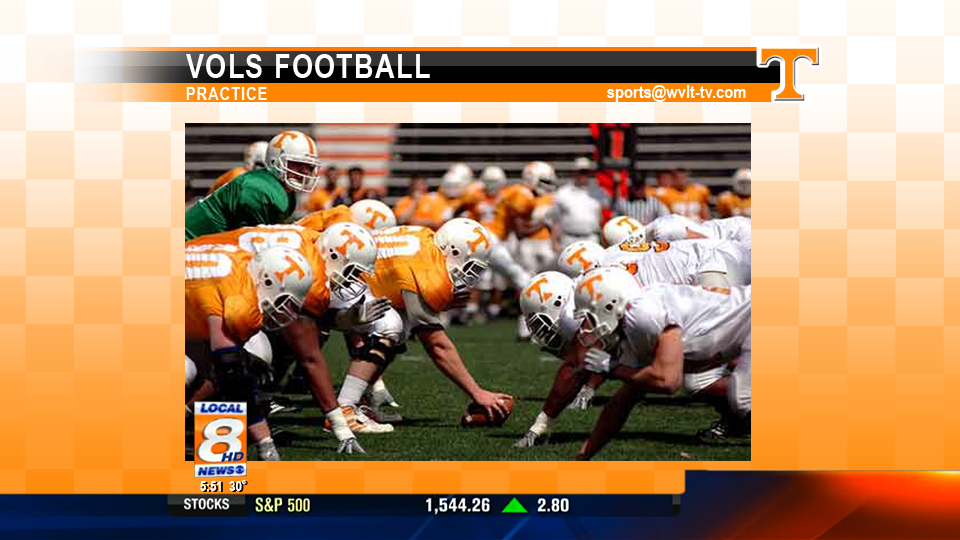 VOLS FOOTBALL
PRACTICE
sports@wvlt-tv.com
T
LOCAL
8
HD
NEWS
5:51 30°
STOCKS S&P 500 1,544.26 2.80